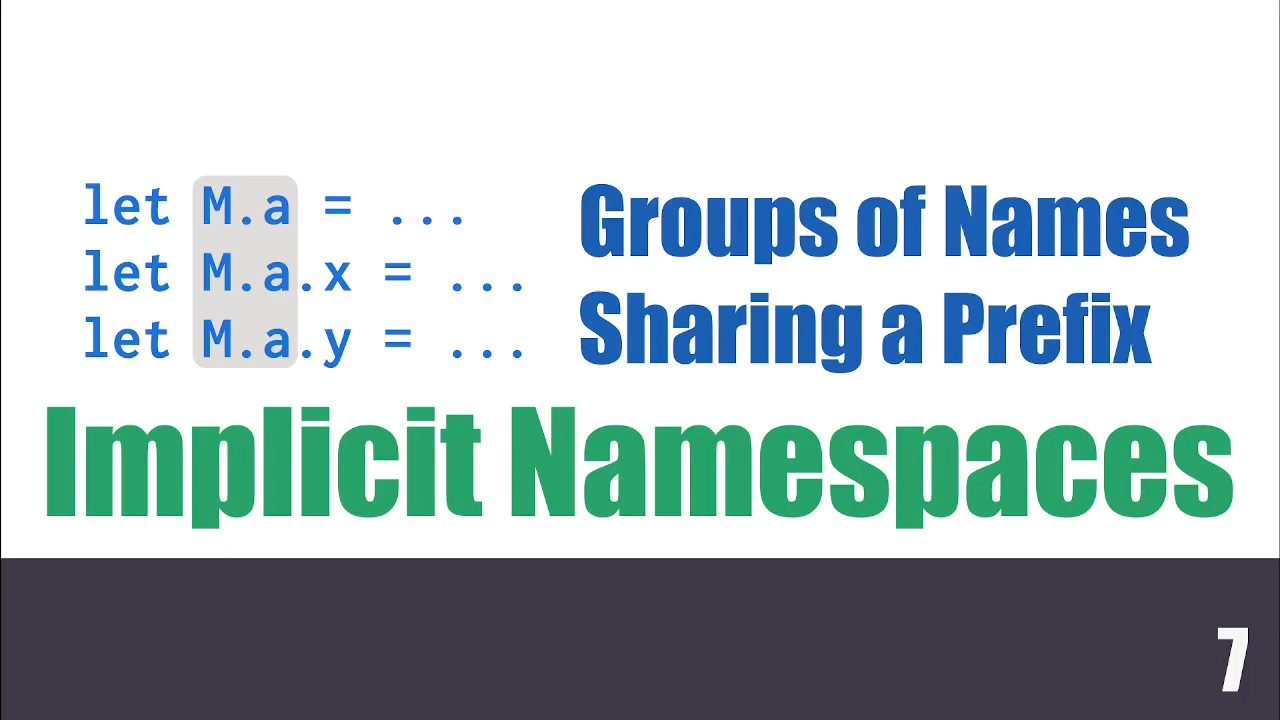 let M.a = ...
let M.a.x = ...
let M.a.y = ...
Groups of Names
Sharing a Prefix
Implicit Namespaces
7